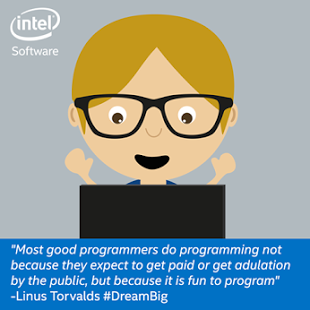 intel
Software
"Most good programmers do programming not
because they expect to get paid or get adulation
by the public, but because it is fun to program"
-Linus Torvalds #DreamBig